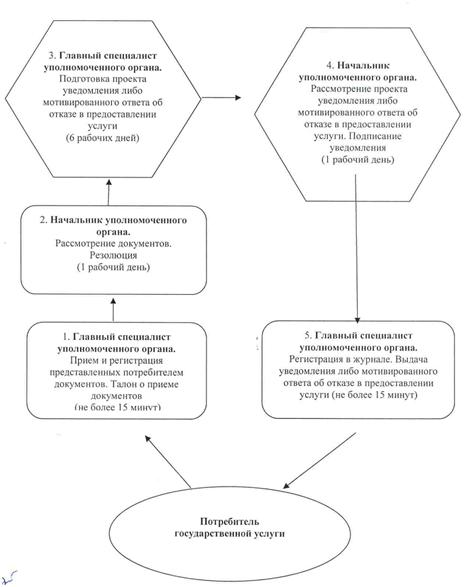 3. Главный специалист
уполномоченного органа.
Подготовка проекта
уведомления либо
мотивированного ответа об
отказе в предоставлении
услуги
(6 рабочих дней)
4. Начальник
уполномоченного органа.
Рассмотрение проекта
уведомления либо
мотивированного ответа об
отказе в предоставлении
услуги. Подписание
уведомления
(1 рабочий день)
2. Начальник уполномоченного
органа.
Рассмотрение документов.
Резолюция
(1 рабочий день)
1. Главный специалист
уполномоченного органа.
Прием и регистрация
представленных потребителем
документов. Талон о приеме
документов
(не более 15 минут)
5. Главный специалист
уполномоченного органа.
Регистрация в журнале. Выдача
уведомления либо мотивированного
ответа об отказе в предоставлении
услуги (не более 15 минут)
Потребитель
государственной услуги